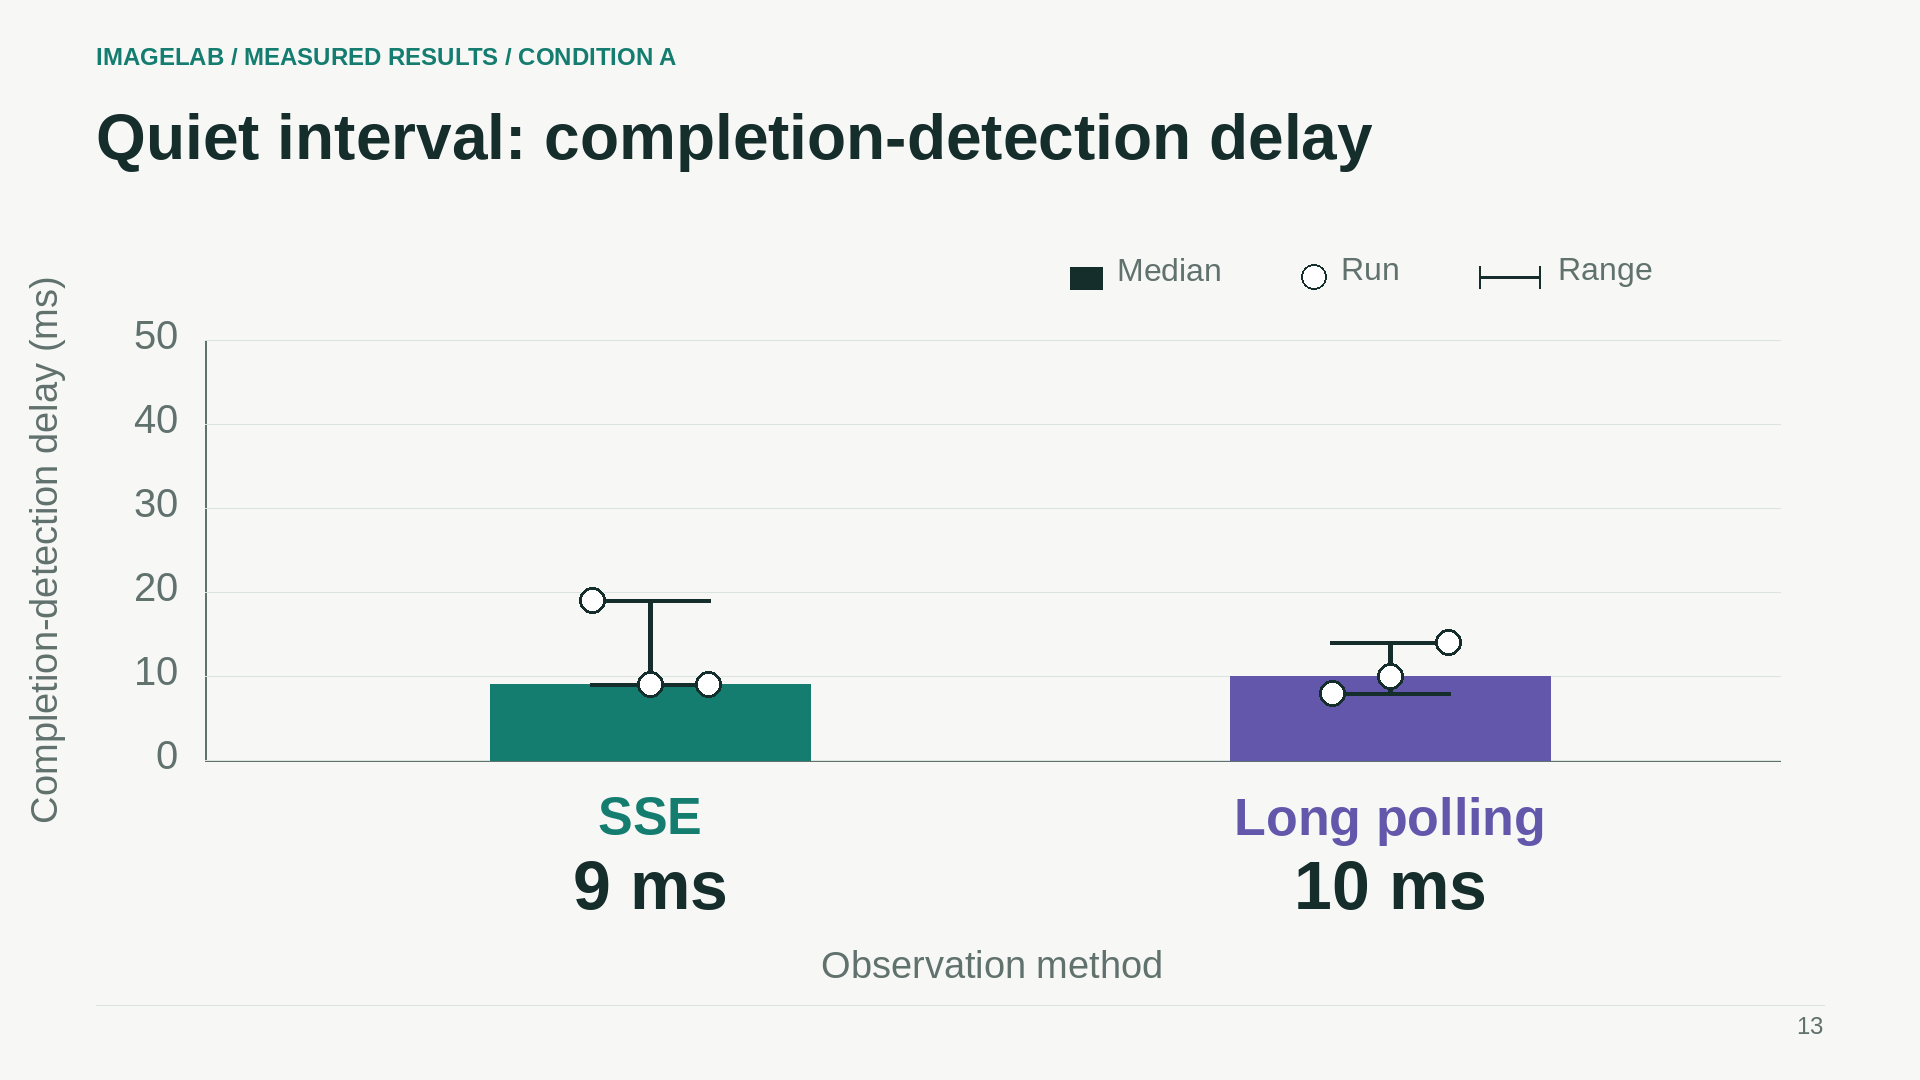 IMAGELAB / MEASURED RESULTS / CONDITION A
Quiet interval: completion-detection delay
Median
Run
Range
Completion-detection delay (ms)
50
40
30
20
10
0
SSE
Long polling
9 ms
10 ms
Observation method
13